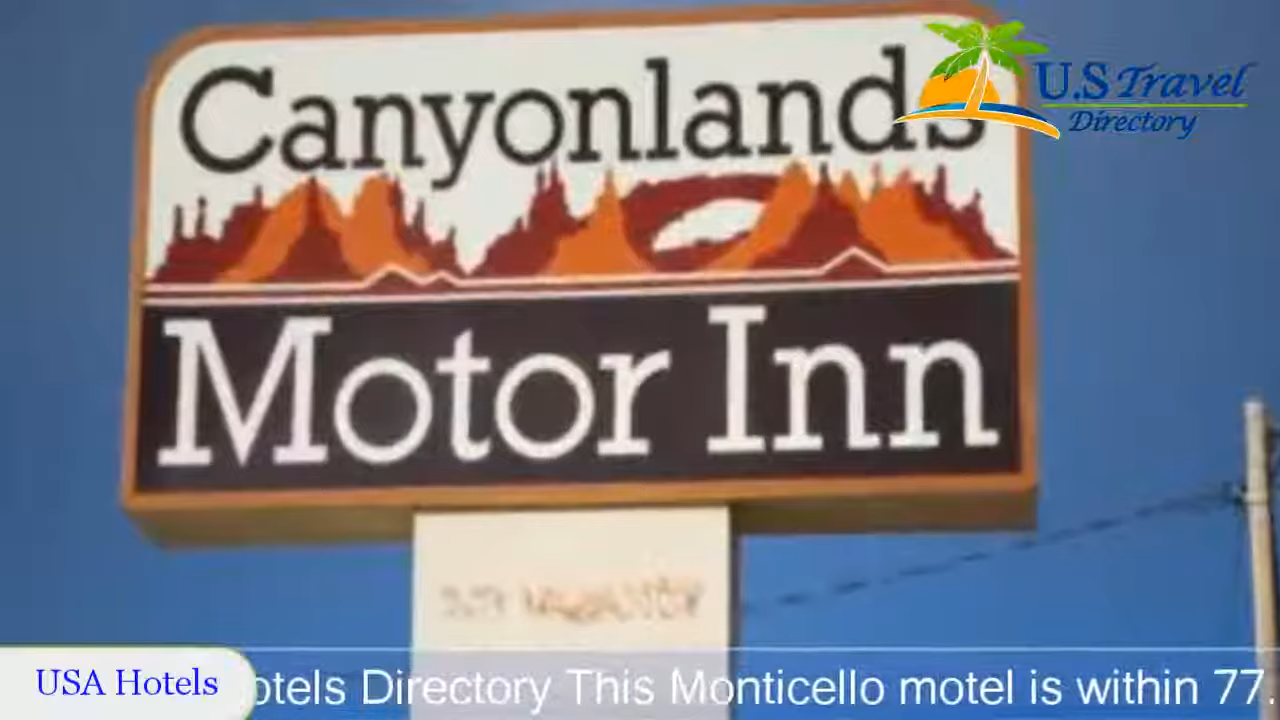 Canyonlands
Motor Inn
U.S Travel
Directory
USA Hotels
otels Directory This Monticello motel is within 77.